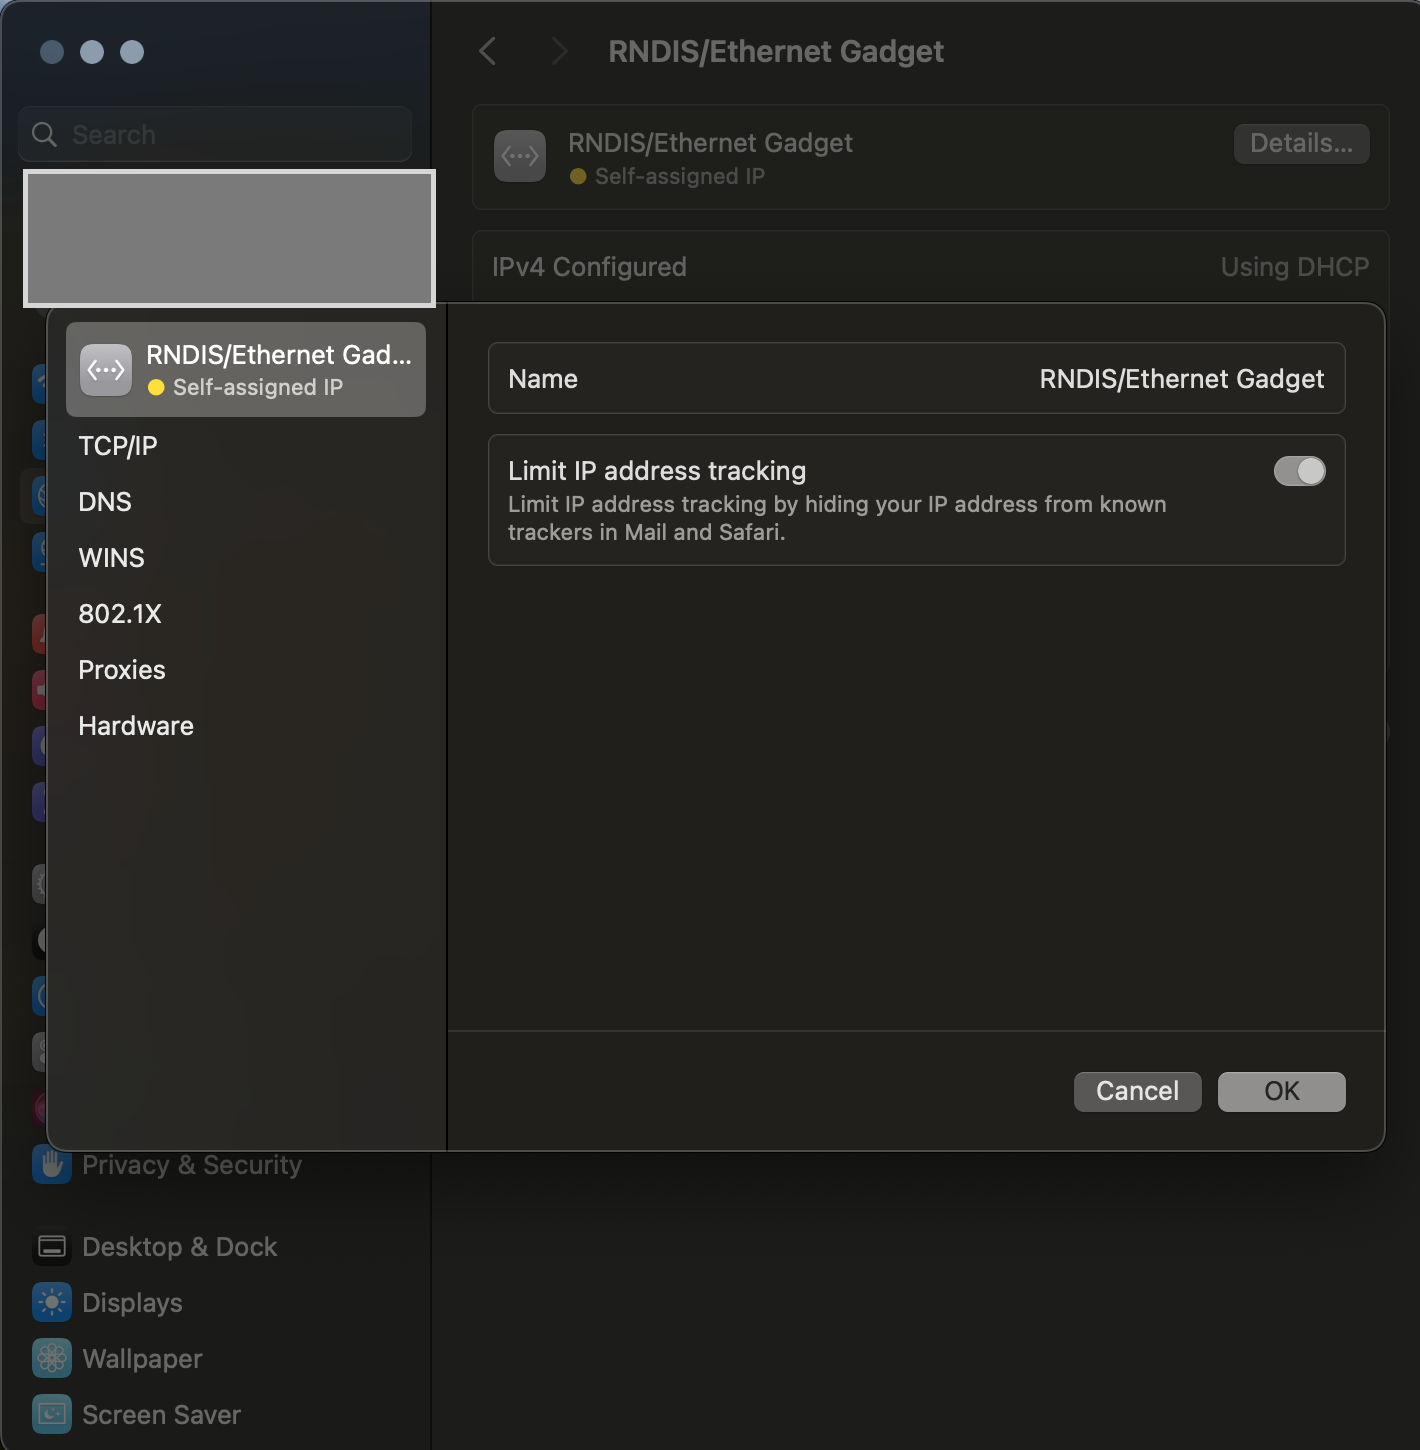 RNDIS/Ethernet Gadget
Search
RNDIS/Ethernet Gadget
Details...
Self-assigned IP
IPv4 Configured
Using DHCP
RNDIS/Ethernet Gad...
Self-assigned IP
TCP/IP
DNS
WINS
802.1X
Proxies
Hardware
Name
RNDIS/Ethernet Gadget
Limit IP address tracking
Limit IP address tracking by hiding your IP address from known
trackers in Mail and Safari.
Cancel
OK
Privacy & Security
Desktop & Dock
Displays
Wallpaper
Screen Saver